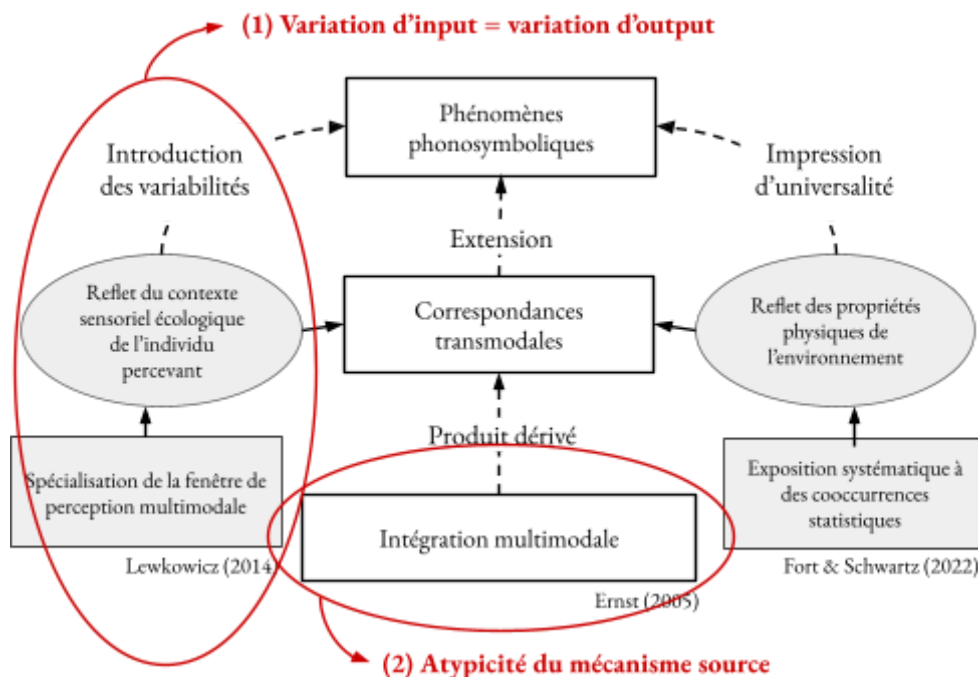 (1) Variation d'input = variation d'output
Phénomènes
phonosymboliques
Introduction
des variabilités
Impression
d'universalité
Extension
Reflet du contexte
sensoriel écologique
de l'individu
percevant
Correspondances
transmodales
Reflet des propriétés
physiques de
l'environnement
Produit dérivé
Spécialisation de la fenêtre de
perception multimodale
Exposition systématique à
des cooccurrences
statistiques
Intégration multimodale
Lewkowicz (2014)
Fort & Schwartz (2022)
Ernst (2005)
(2) Atypicité du mécanisme source